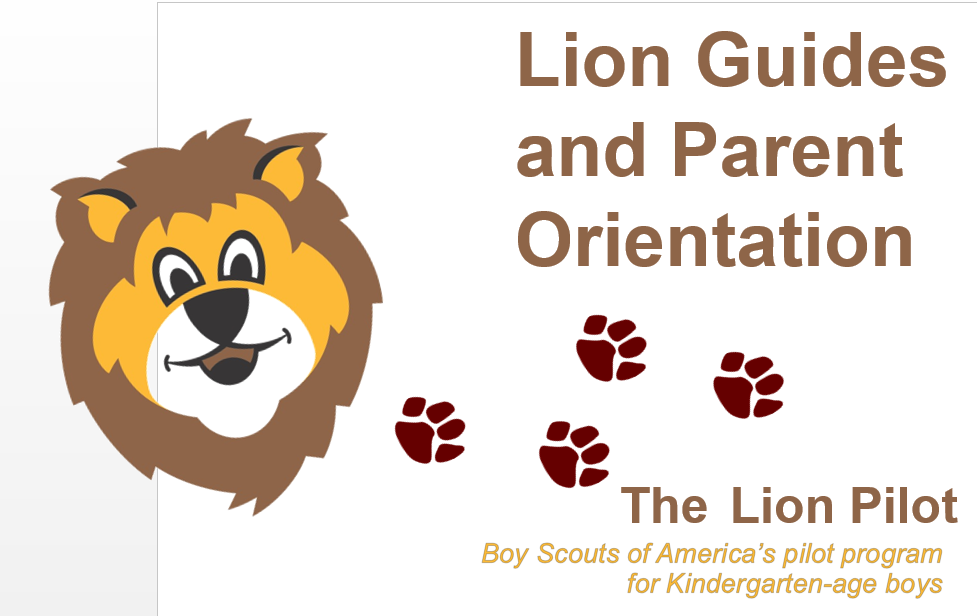 Lion Guides
and Parent
Orientation
The Lion Pilot
Boy Scouts of America’s pilot program
for Kindergarten-age boys